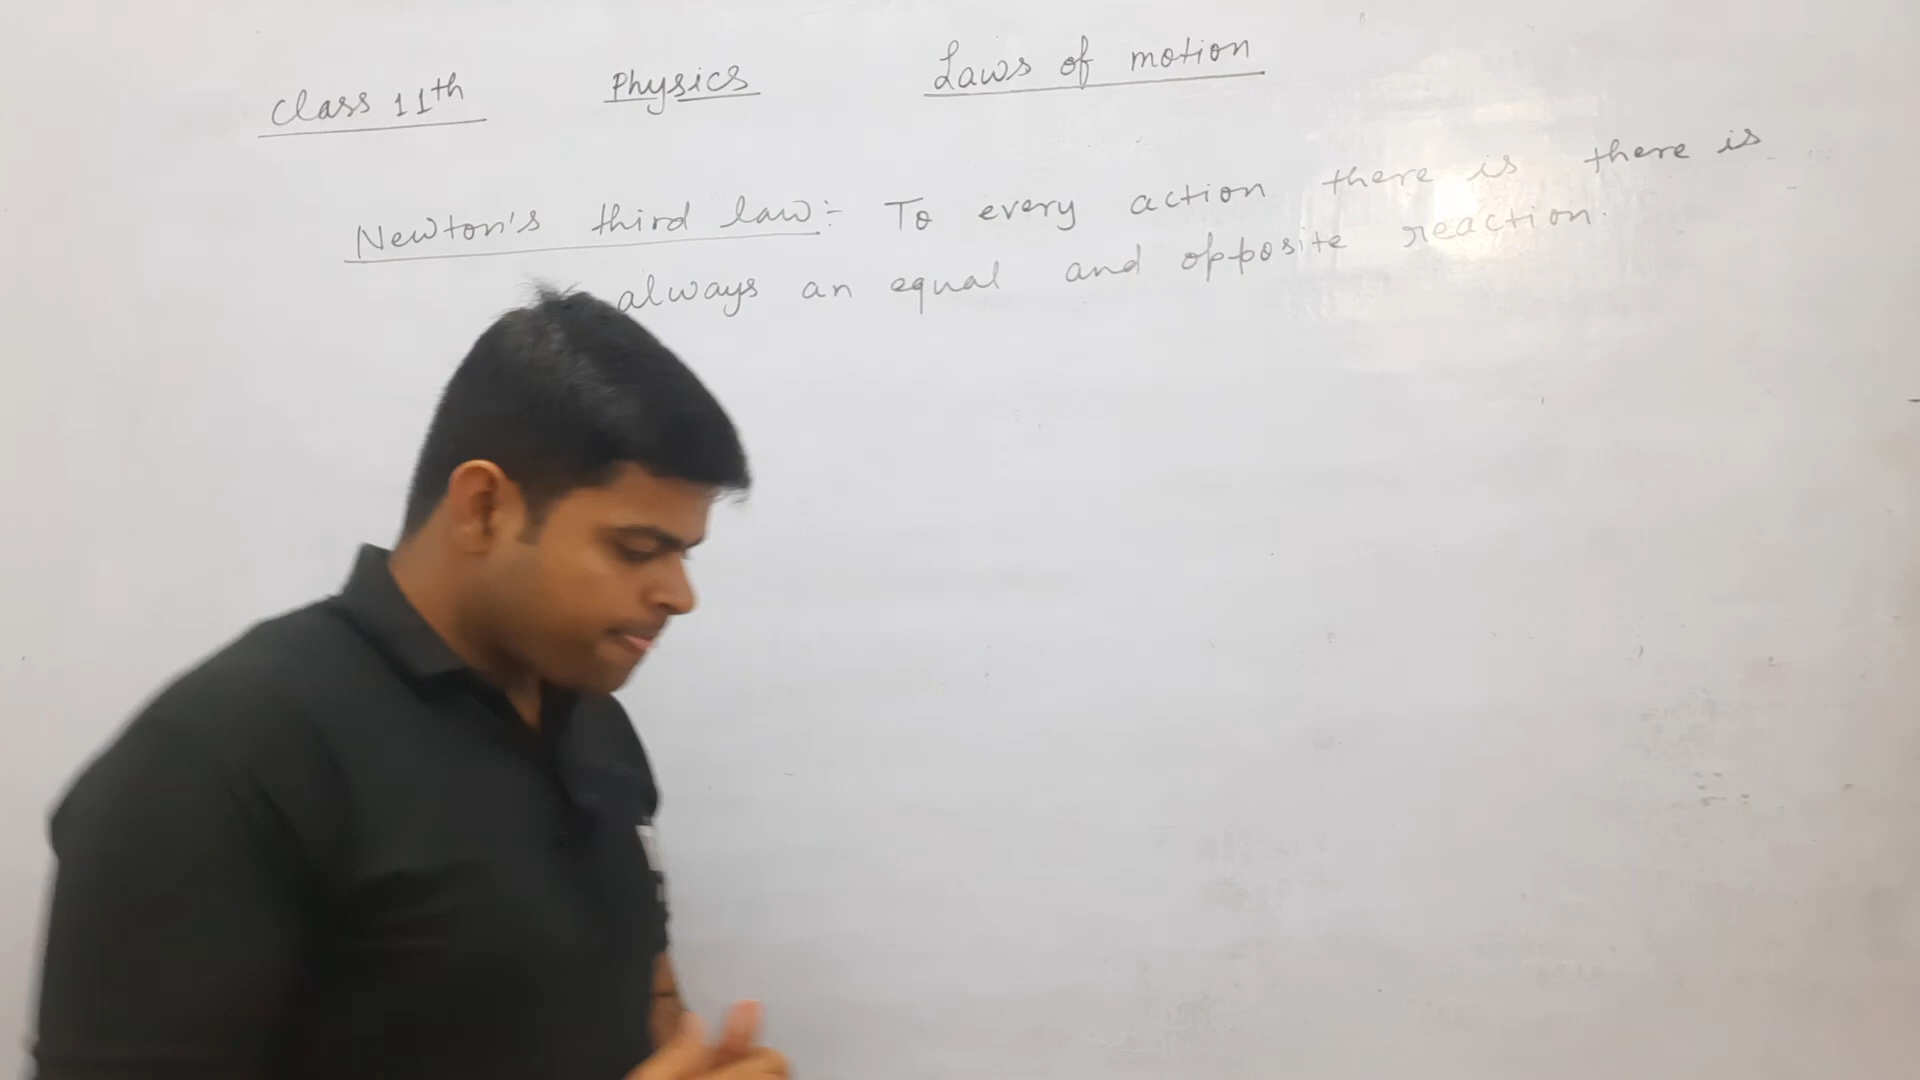 Class 11th Physics Laws of motion
Newton's third law:- To every action there is there is
always an equal and opposite reaction.